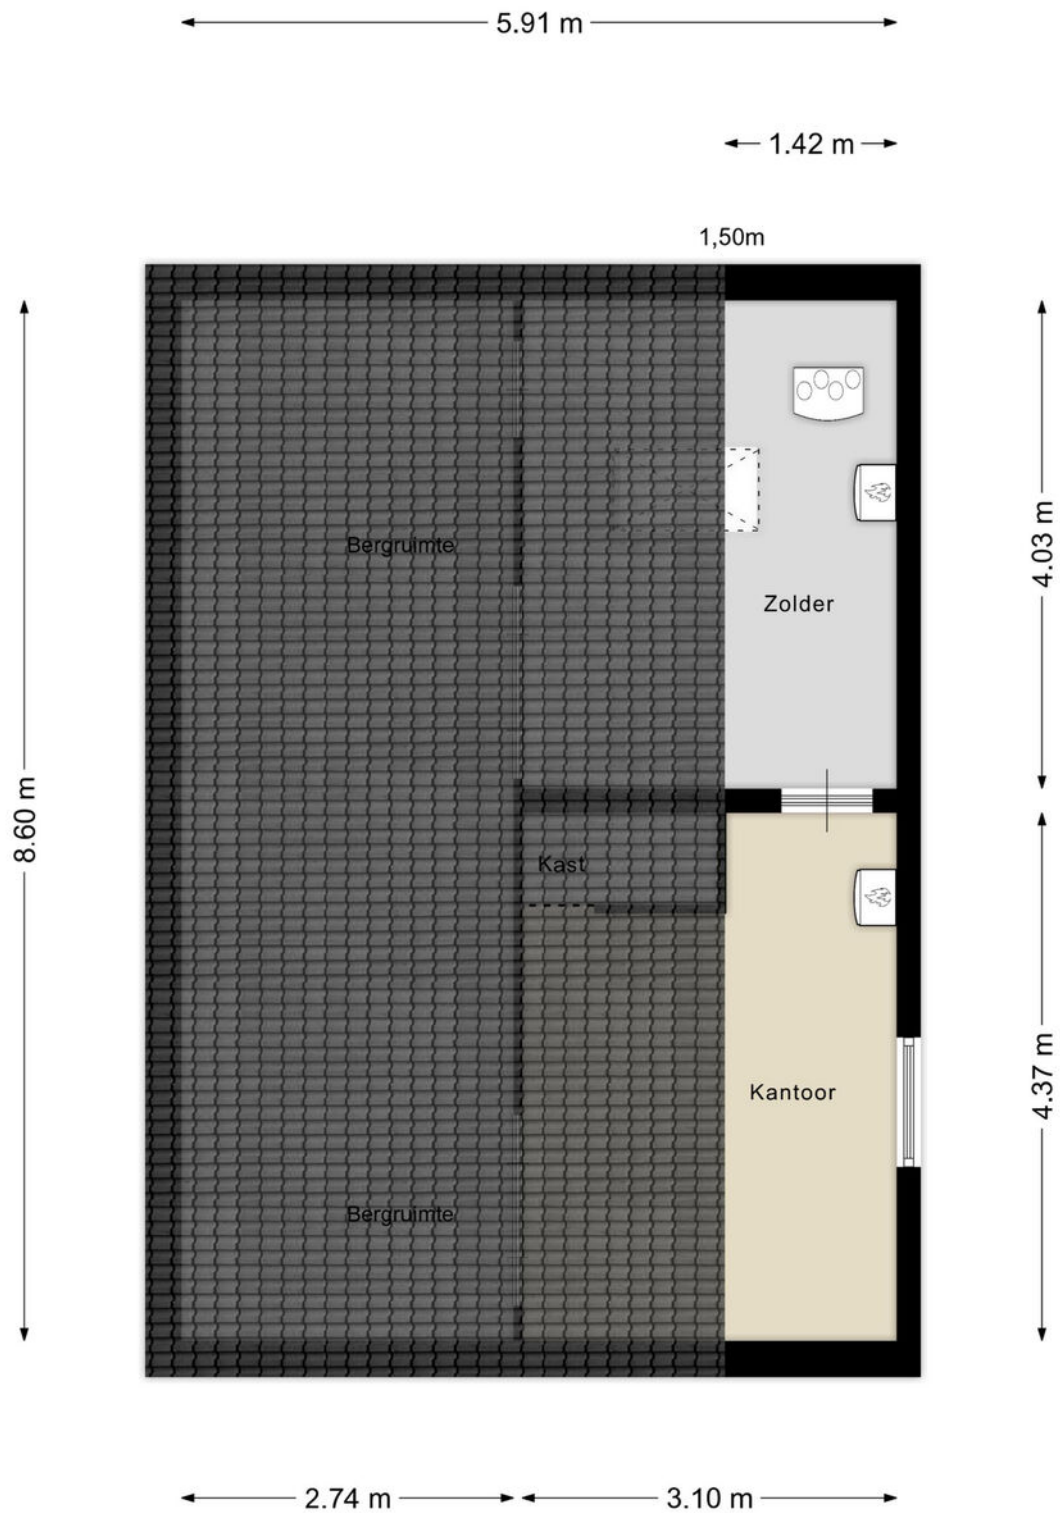 5.91 m
1.42 m
1,50m
Bergruimte
4.03 m
Zolder
8.60 m
Kast
4.37 m
Kantoor
Bergruimte
2.74 m
3.10 m